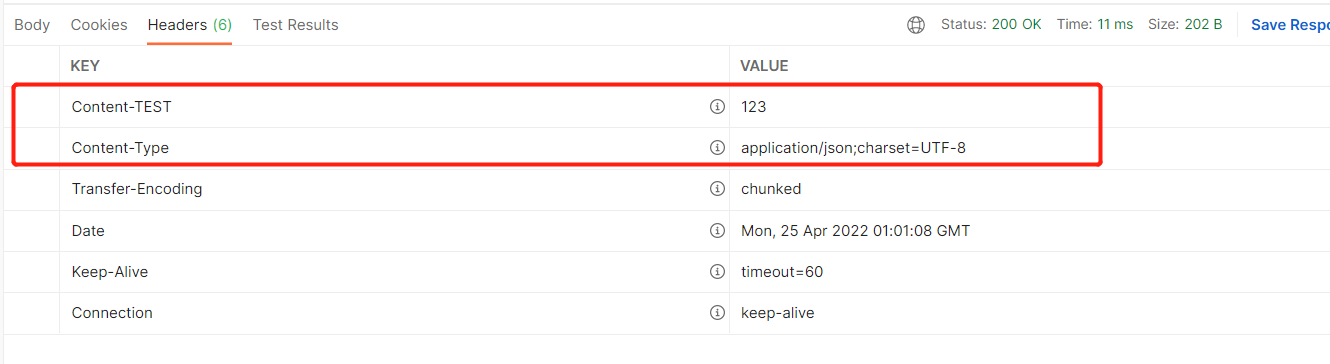 Body Cookies Headers (6) Test Results Status: 200 OK Time: 11 ms Size: 202 B Save Respo
KEY VALUE
Content-TEST 123
Content-Type application/json;charset=UTF-8
Transfer-Encoding chunked
Date Mon, 25 Apr 2022 01:01:08 GMT
Keep-Alive timeout=60
Connection keep-alive